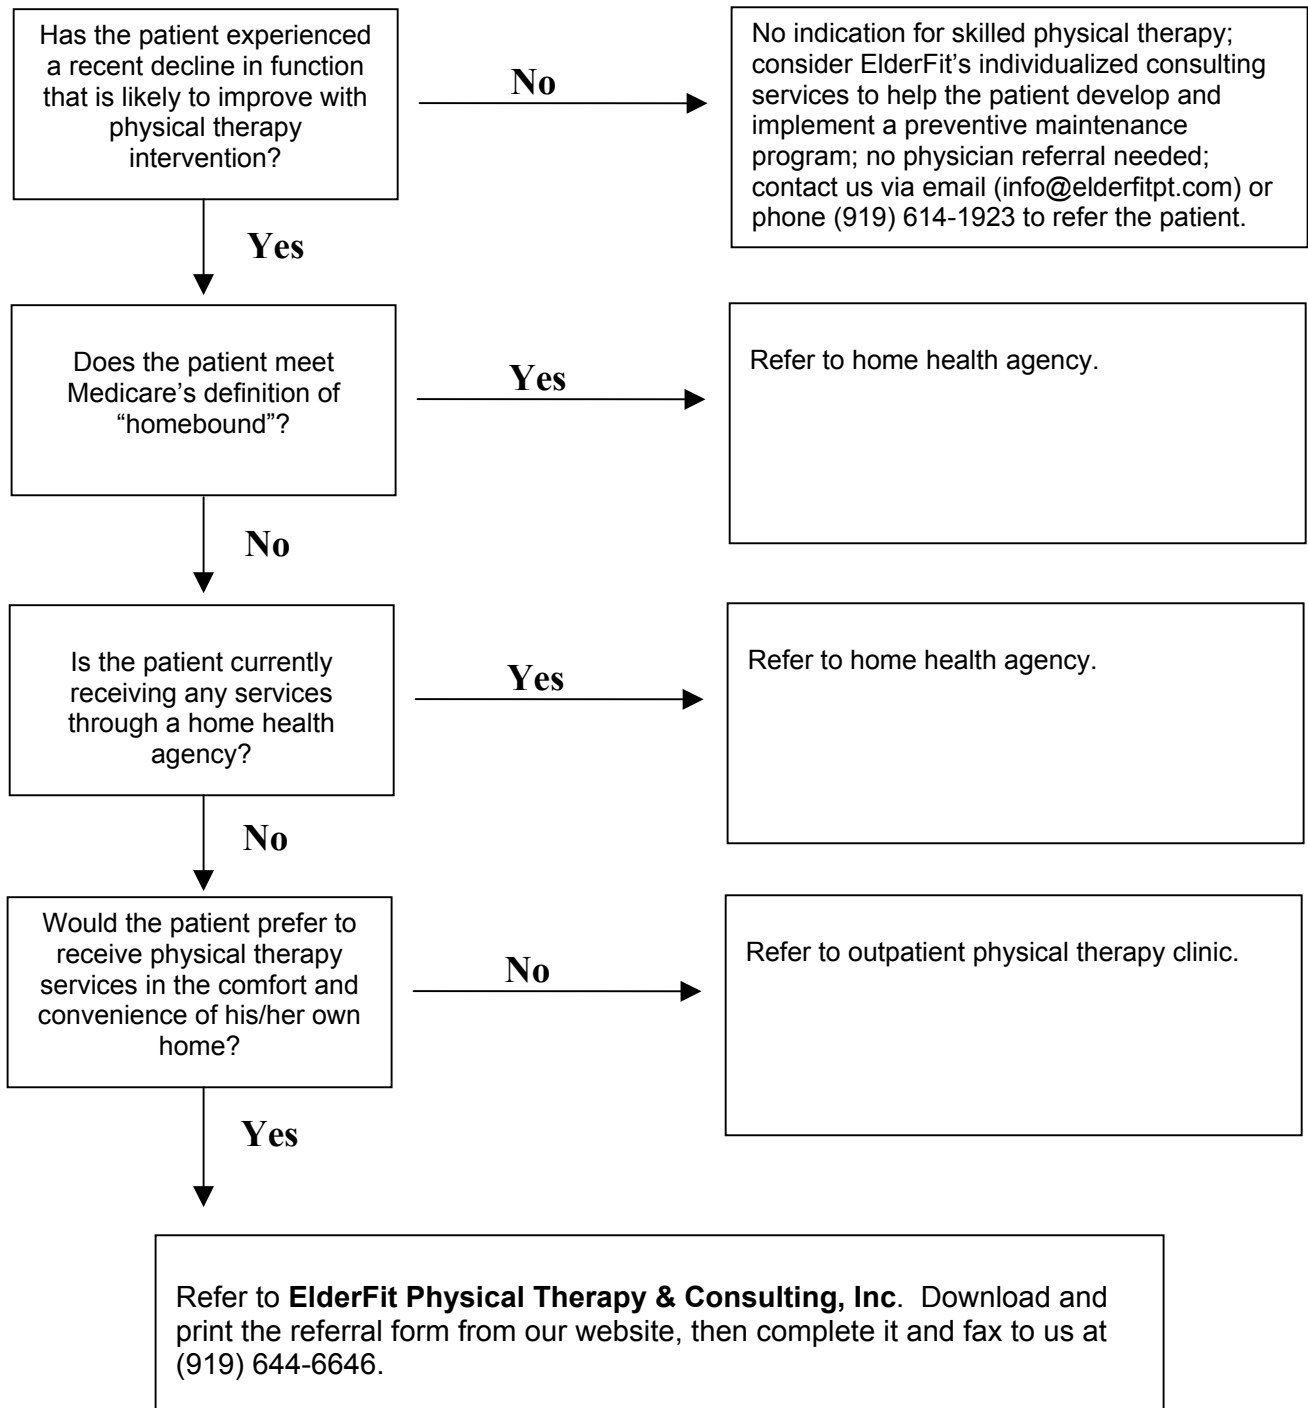 Has the patient experienced
a recent decline in function
that is likely to improve with
physical therapy
intervention?
No
No indication for skilled physical therapy;
consider ElderFit’s individualized consulting
services to help the patient develop and
implement a preventive maintenance
program; no physician referral needed;
contact us via email (info@elderfitpt.com) or
phone (919) 614-1923 to refer the patient.
Yes
Does the patient meet
Medicare’s definition of
“homebound”?
Yes
Refer to home health agency.
No
Is the patient currently
receiving any services
through a home health
agency?
Yes
Refer to home health agency.
No
Would the patient prefer to
receive physical therapy
services in the comfort and
convenience of his/her own
home?
No
Refer to outpatient physical therapy clinic.
Yes
Refer to ElderFit Physical Therapy & Consulting, Inc.  Download and
print the referral form from our website, then complete it and fax to us at
(919) 644-6646.